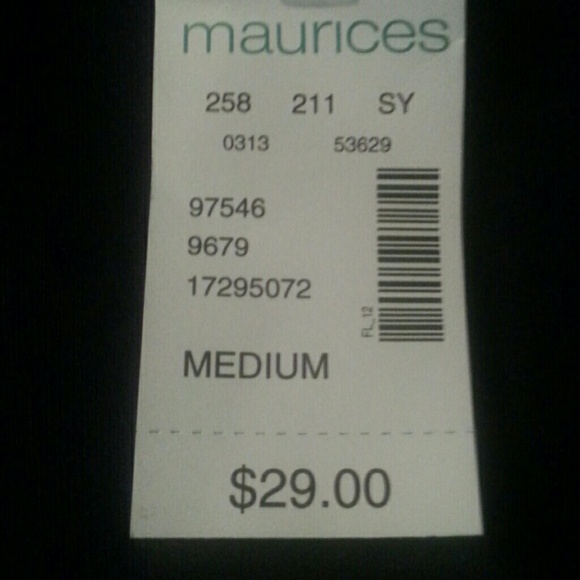 maurices
258 211 SY
0313 53629
97546
9679
17295072
FL_12
MEDIUM
$29.00